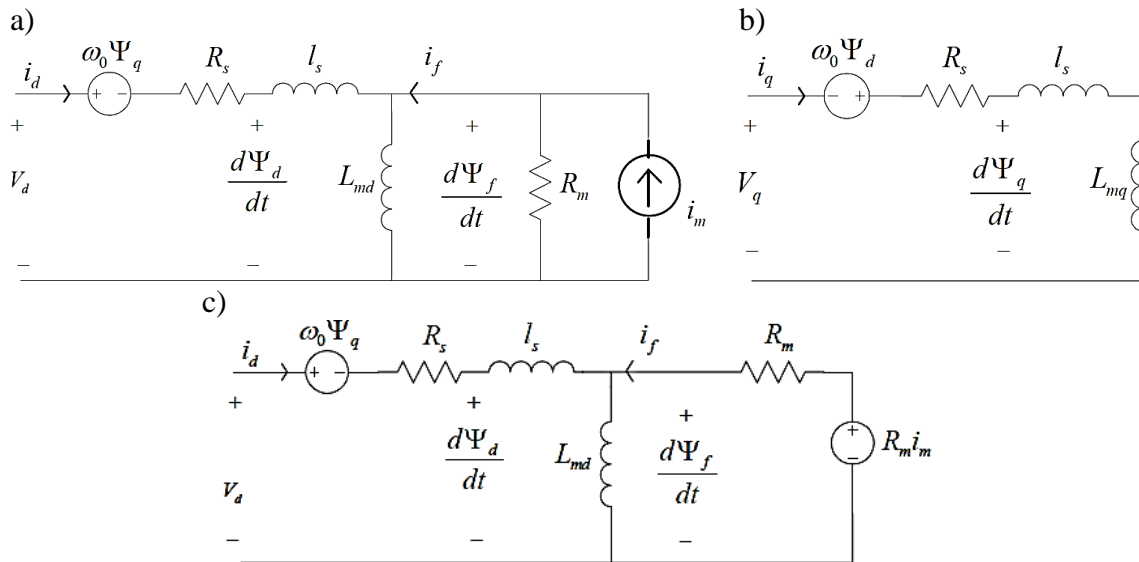 a)
ω₀Ψq
Rs
ls
id
if
+ −
+
Vd
−
+
dΨd
dt
−
Lmd
+
dΨf
dt
−
Rm
im
b)
ω₀Ψd
Rs
ls
iq
− +
+
Vq
−
+
dΨq
dt
−
Lmq
c)
ω₀Ψq
Rs
ls
id
if
Rm
+ −
+
Vd
−
+
dΨd
dt
−
Lmd
+
dΨf
dt
−
+
−
Rmim